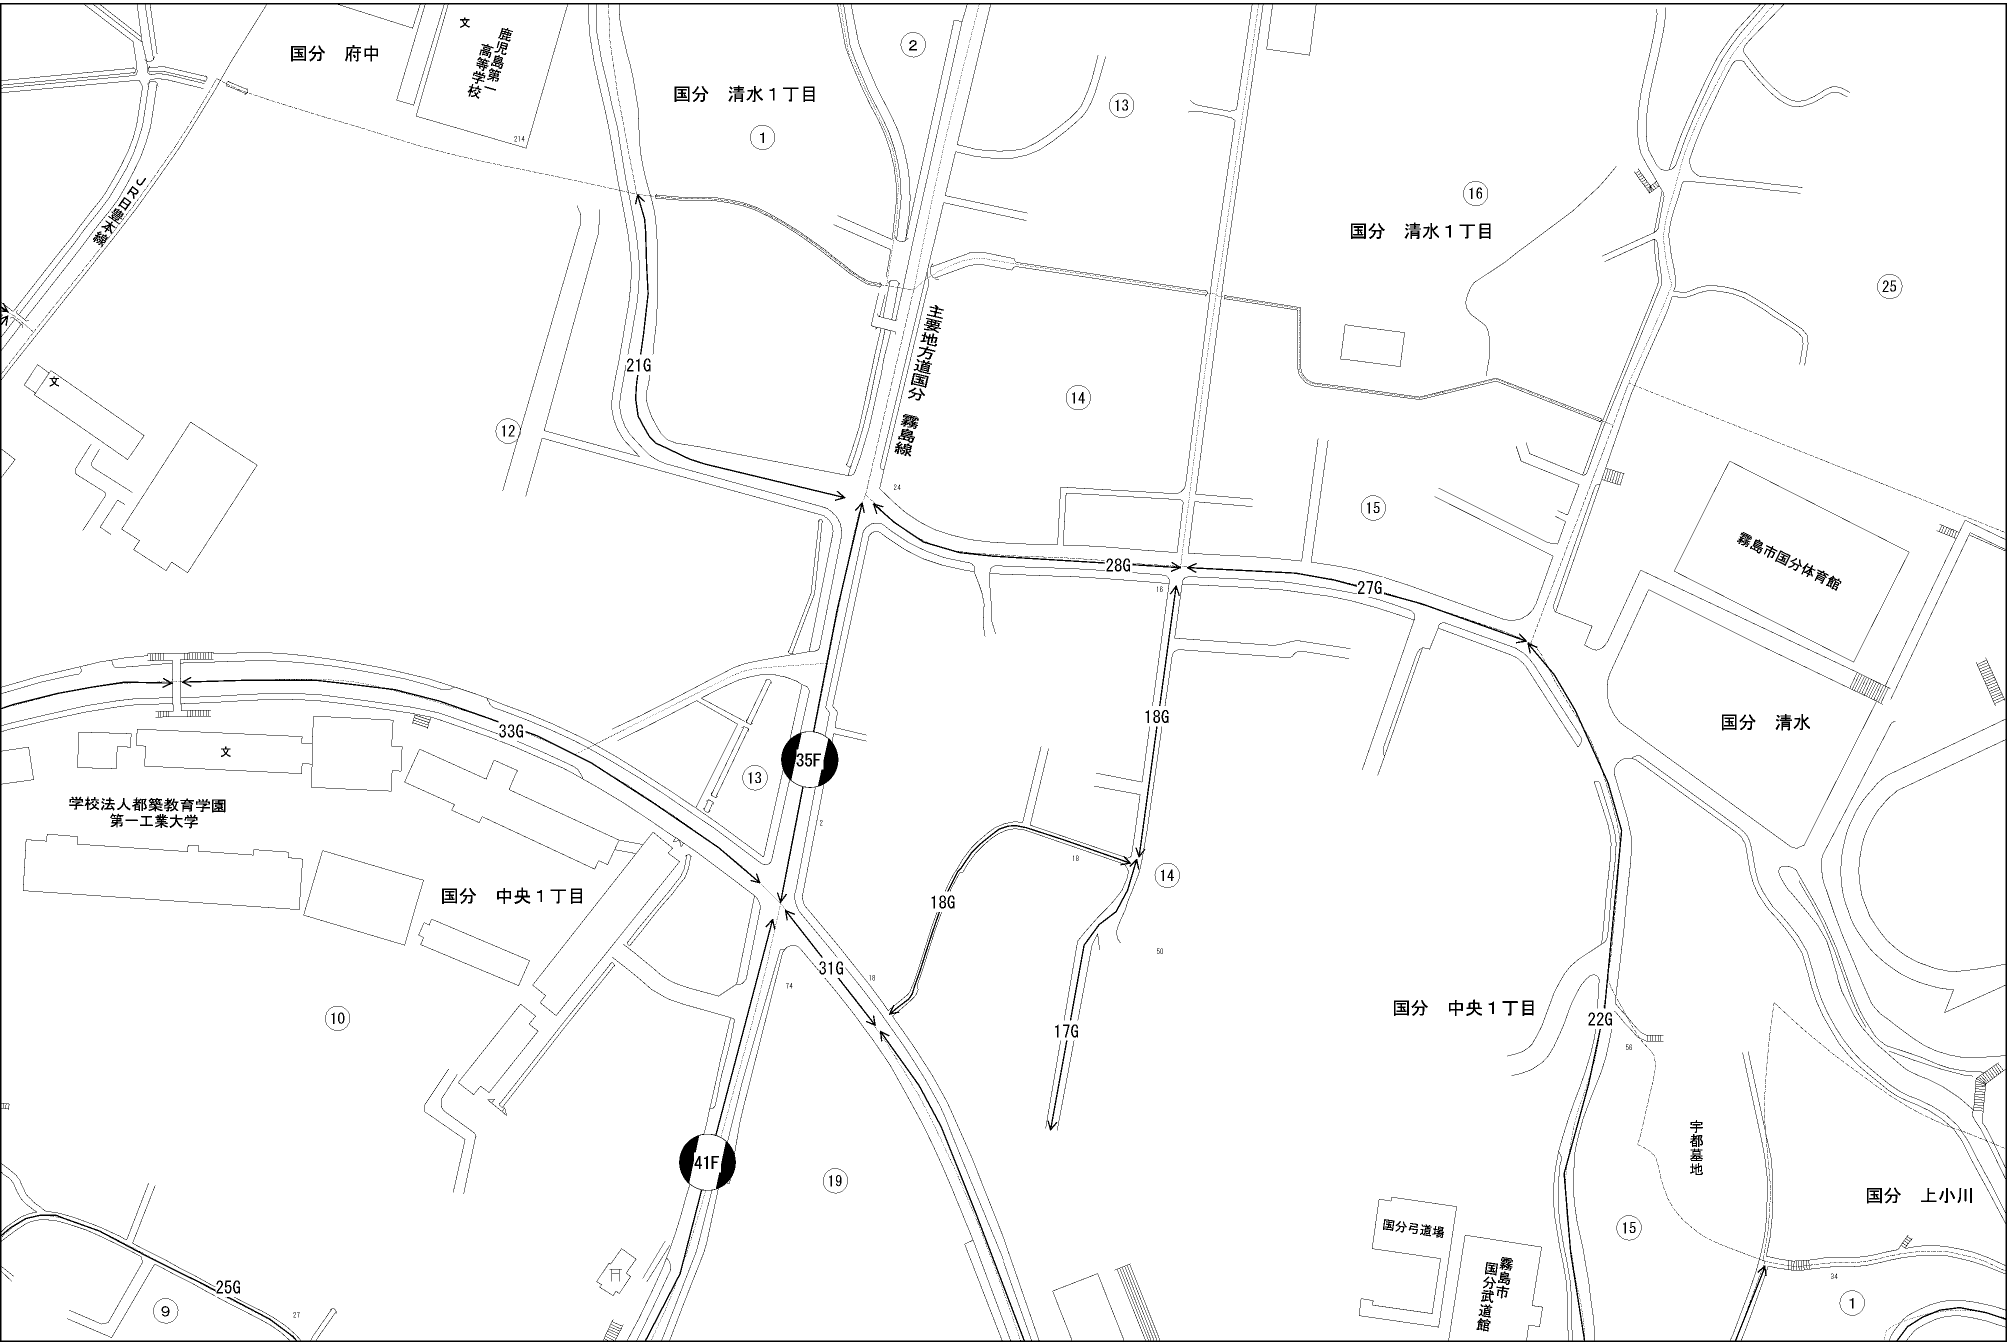 国分　府中
文
鹿児島第一
高等学校
214
国分　清水１丁目
1
2
13
16
国分　清水１丁目
25
JR日豊本線
主要地方道国分　霧島線
文
21G
12
14
24
15
霧島市国分体育館
28G
27G
16
国分　清水
18G
33G
35F
13
文
学校法人都築教育学園
第一工業大学
2
18
14
国分　中央１丁目
18G
50
31G
18
74
10
17G
国分　中央１丁目
22G
56
宇都墓地
41F
19
国分　上小川
15
国分弓道場
霧島市
国分武道館
34
1
25G
27
9